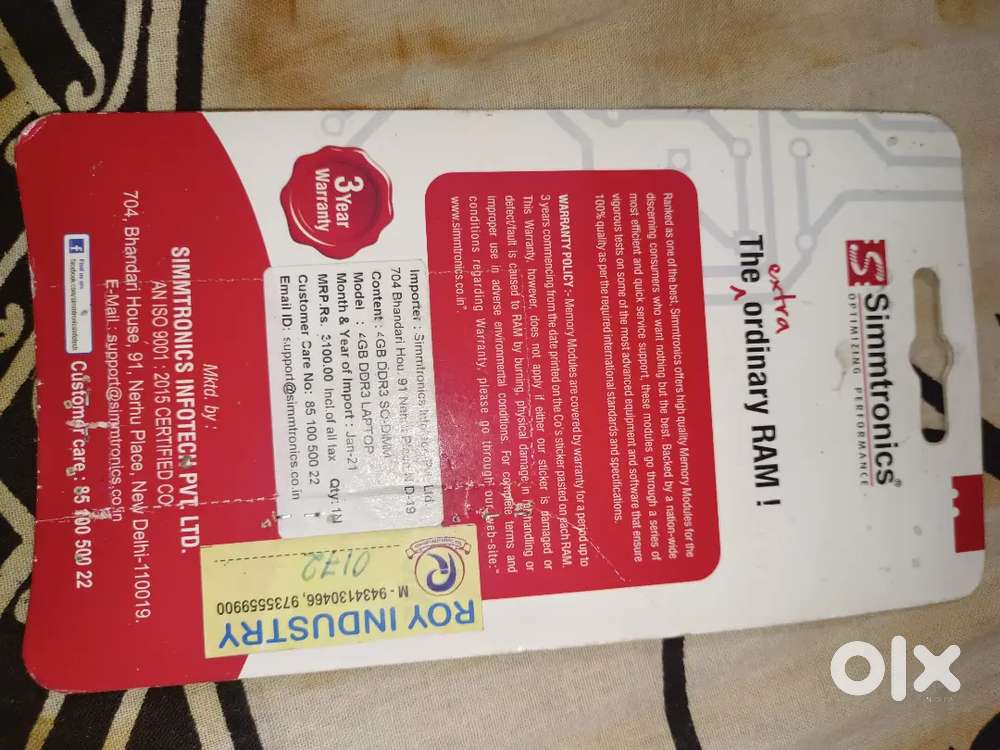 Simmtronics®
OPTIMIZING PERFORMANCE
The extra ordinary RAM !
Ranked as one of the best, Simmtronics offers high quality Memory Modules for the
discerning consumers who want nothing but the best. Backed by a nation-wide
most efficient and quick service support, these modules go through a series of
vigorous tests on some of the most advanced equipment and software that ensure
100% quality as per the required international standards and specifications.
WARRANTY POLICY :- Memory Modules are covered by warranty for a period up to
3 years commencing from the date printed on the Co's sticker pasted on each RAM.
This Warranty, however, does not apply if either our sticker is damaged or
defect/fault is caused to RAM by burning, physical damage, in handling or
improper use in adverse environmental conditions. For complete terms and
conditions regarding Warranty, please go through our web-site:"
www.simmtronics.co.in".
3 Year
Warranty
Importer : Simmtronics Ltd
704 Bhandari Hou, 91 D-19
Content : 4GB DDR3 SO-DIMM
Model : 4GB DDR3 LAPTOP
Month & Year of Import : Jan-21
MRP.Rs. 3100.00 Incl.of all tax Qty: 1N
Customer Care No: 85 100 500 22
Email ID: support@simmtronics.co.in
ROY INDUSTRY
M - 9434130466, 9735559900
0172
Mktd. by :
SIMMTRONICS INFOTECH PVT. LTD.
AN ISO 9001 : 2015 CERTIFIED CO.
704, Bhandari House, 91, Nerhu Place, New Delhi-110019.
E-Mail : support@simmtronics.co.in
f Find us on:
Customer care : 85 100 500 22
olx